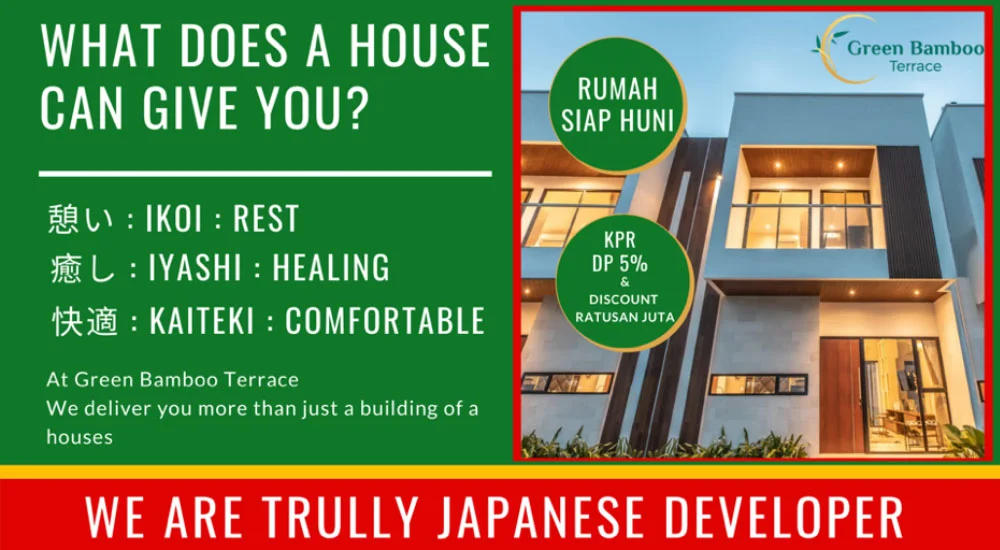 WHAT DOES A HOUSE
CAN GIVE YOU?
憩い : IKOI : REST
癒し : IYASHI : HEALING
快適 : KAITEKI : COMFORTABLE
At Green Bamboo Terrace
We deliver you more than just a building of a
houses
Green Bamboo
Terrace
RUMAH
SIAP HUNI
KPR
DP 5%
&
DISCOUNT
RATUSAN JUTA
WE ARE TRULLY JAPANESE DEVELOPER